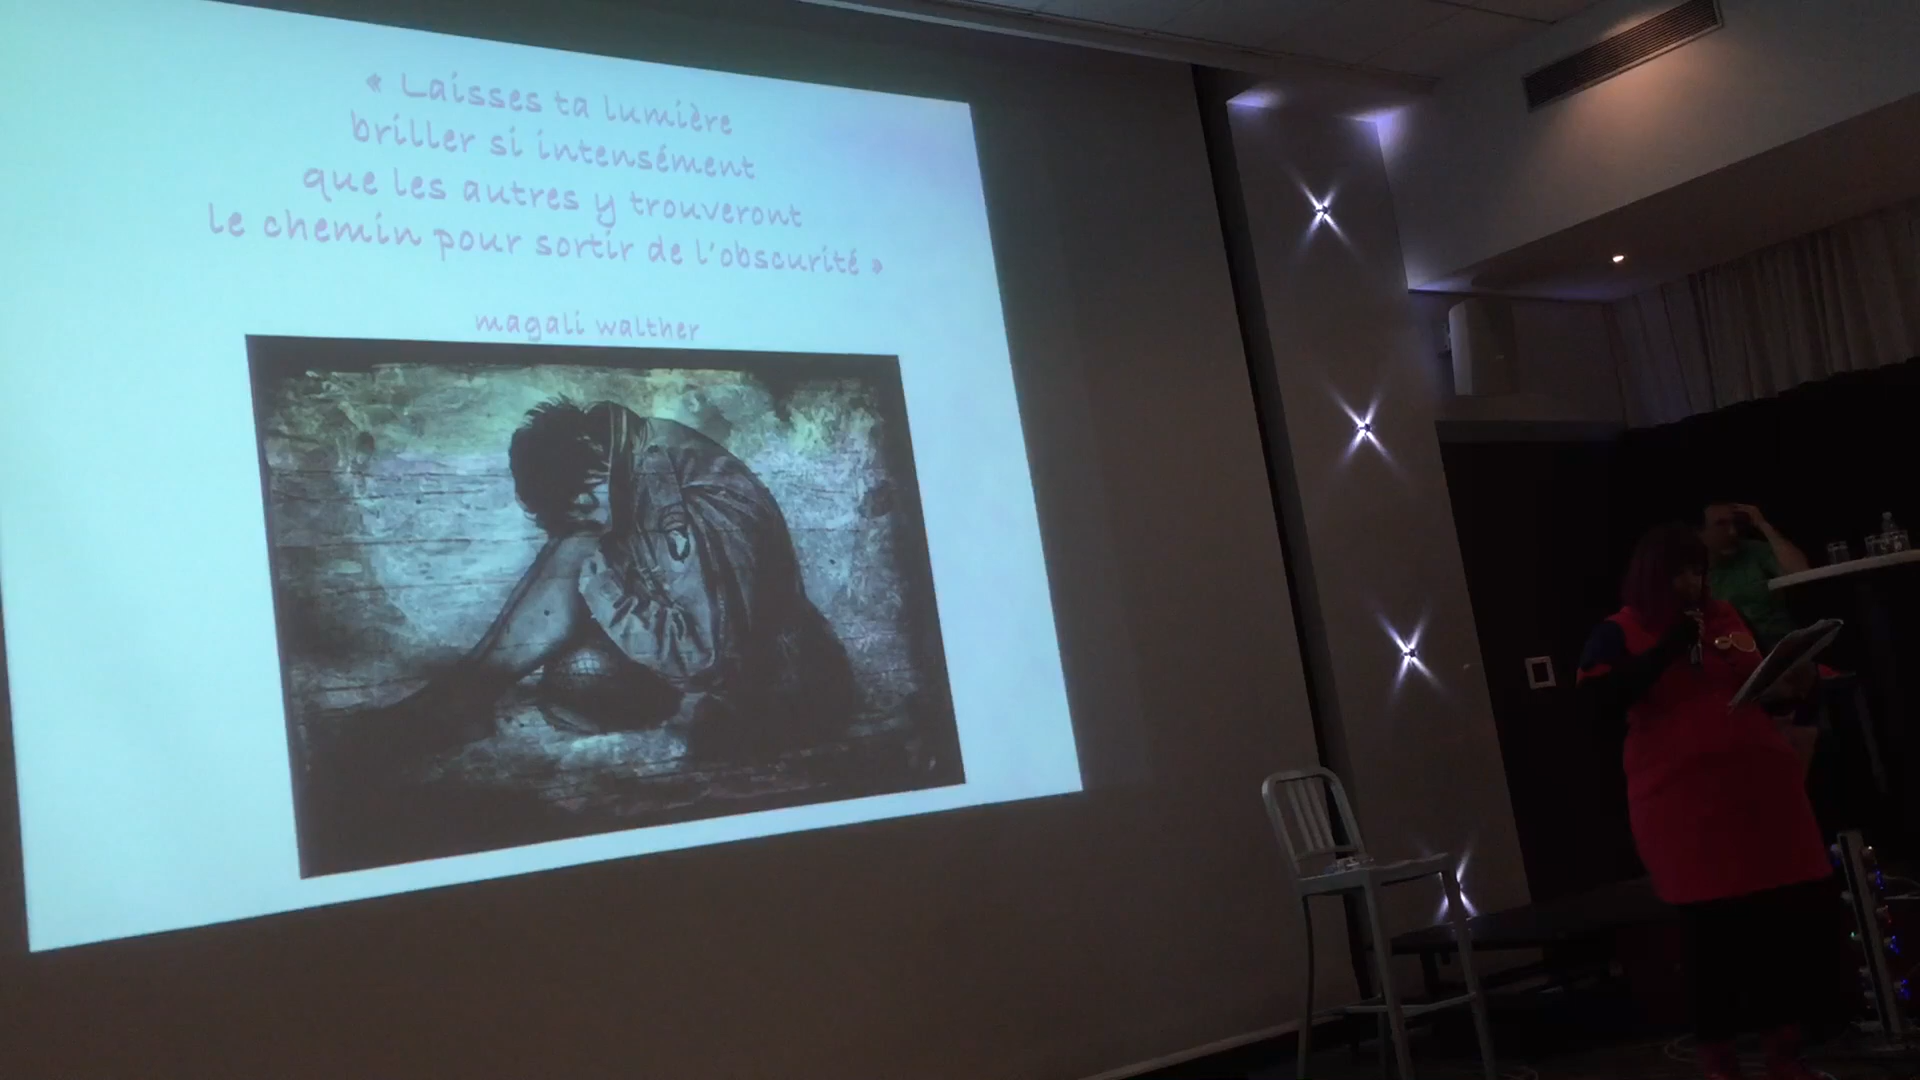 « Laisses ta lumière
briller si intensément
que les autres y trouveront
le chemin pour sortir de l'obscurité »
magali walther